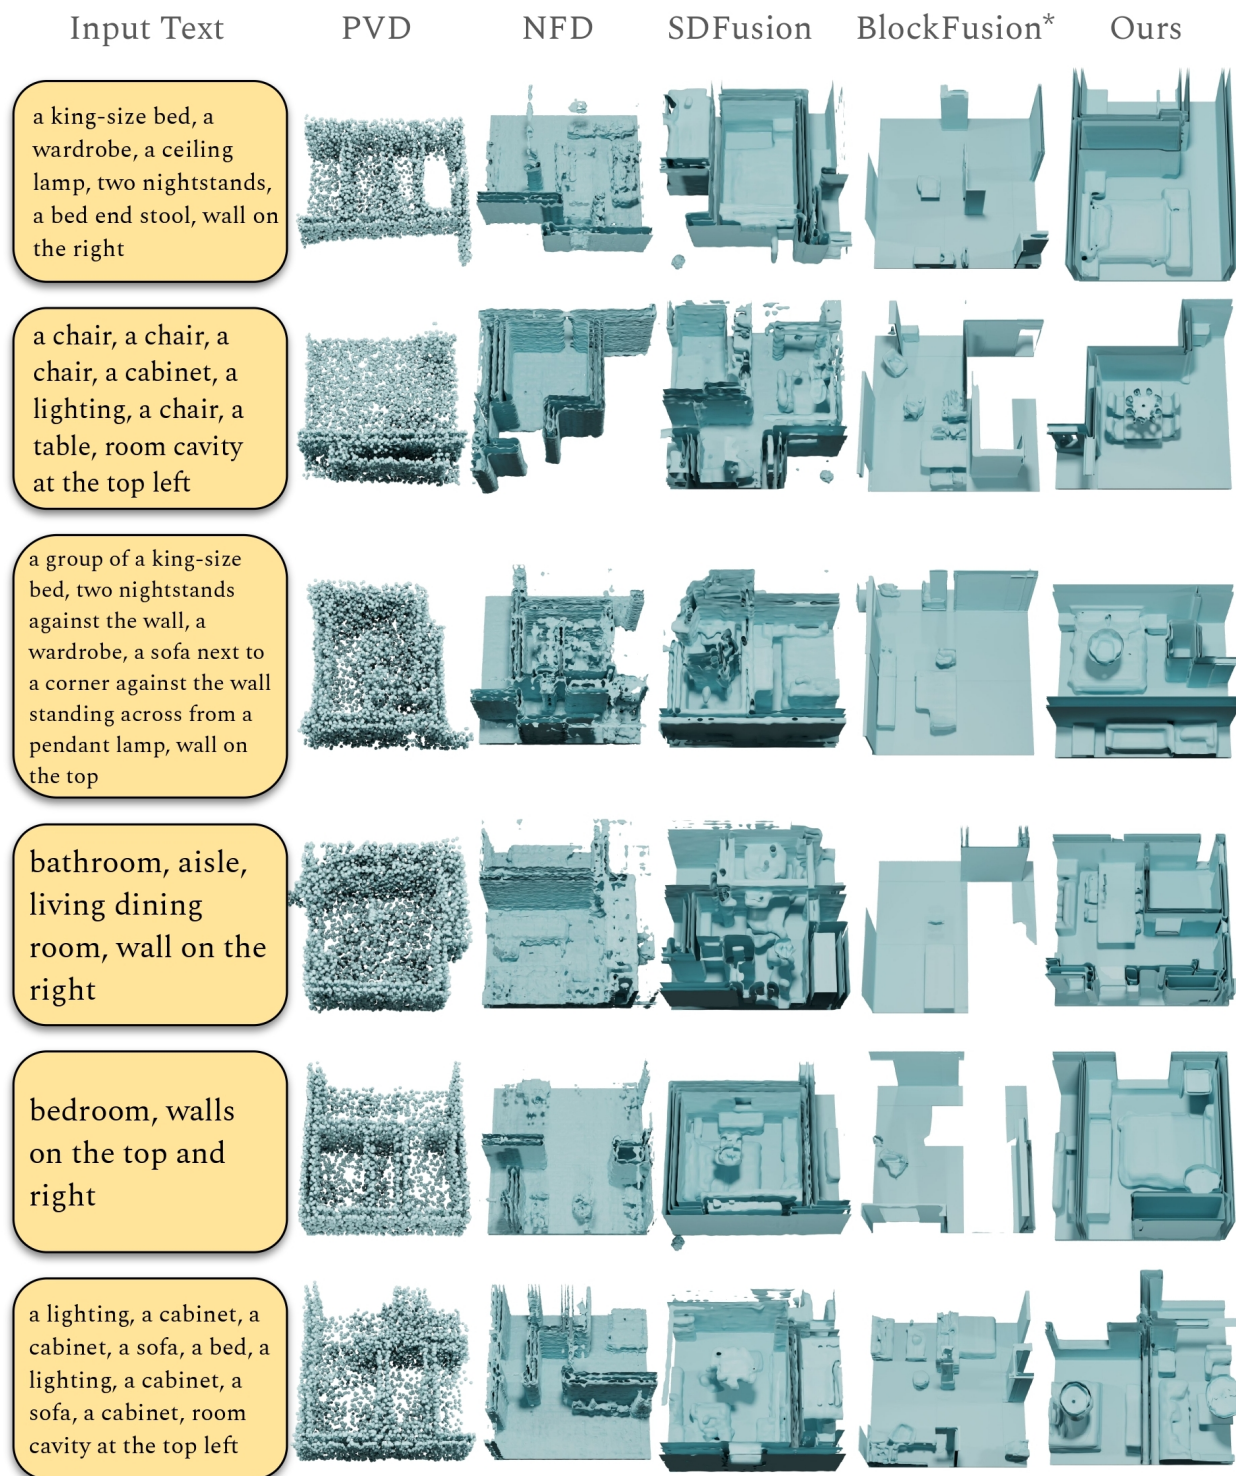 Input Text PVD NFD SDFusion BlockFusion* Ours
a king-size bed, a
wardrobe, a ceiling
lamp, two nightstands,
a bed end stool, wall on
the right
a chair, a chair, a
chair, a cabinet, a
lighting, a chair, a
table, room cavity
at the top left
a group of a king-size
bed, two nightstands
against the wall, a
wardrobe, a sofa next to
a corner against the wall
standing across from a
pendant lamp, wall on
the top
bathroom, aisle,
living dining
room, wall on the
right
bedroom, walls
on the top and
right
a lighting, a cabinet, a
cabinet, a sofa, a bed, a
lighting, a cabinet, a
sofa, a cabinet, room
cavity at the top left